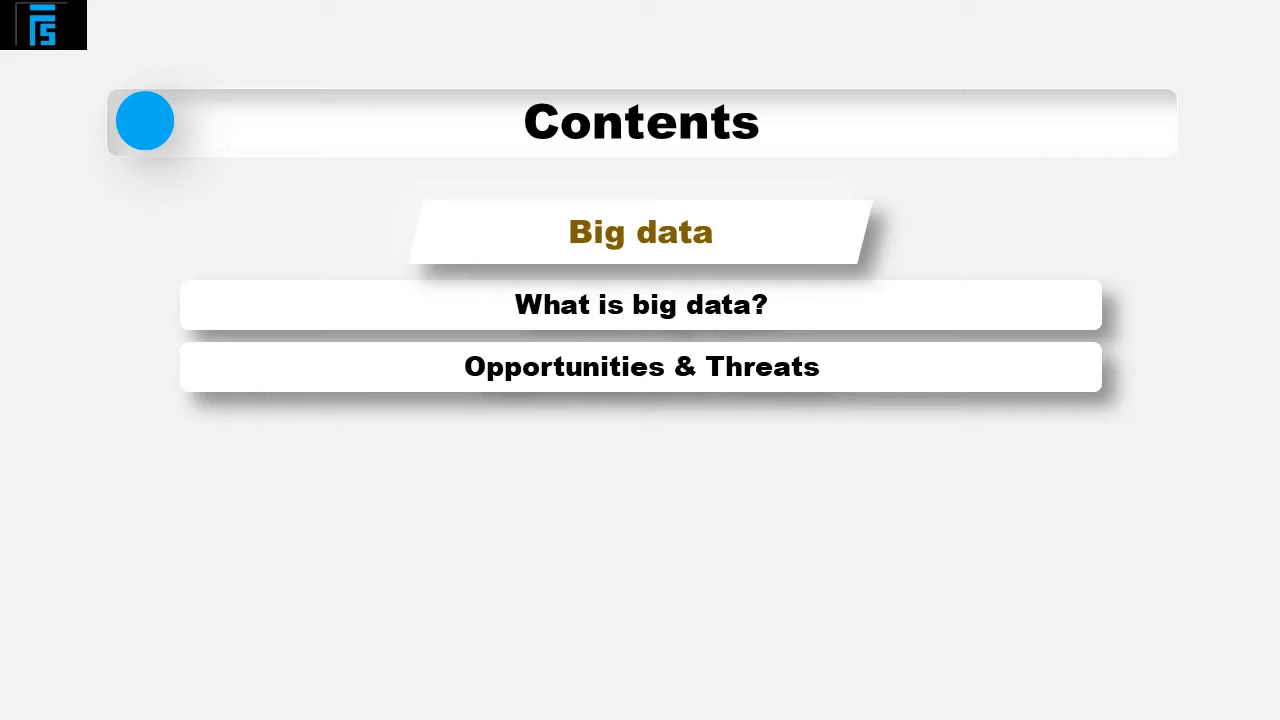 Contents
Big data
What is big data?
Opportunities & Threats